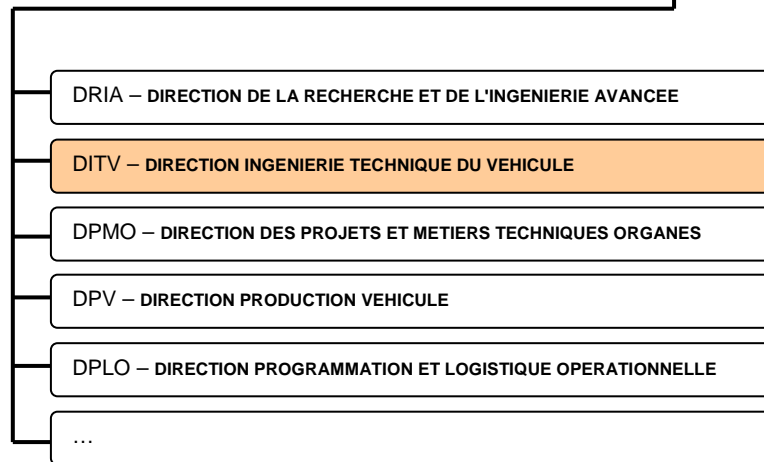 DRIA – DIRECTION DE LA RECHERCHE ET DE L'INGENIERIE AVANCEE
DITV – DIRECTION INGENIERIE TECHNIQUE DU VEHICULE
DPMO – DIRECTION DES PROJETS ET METIERS TECHNIQUES ORGANES
DPV – DIRECTION PRODUCTION VEHICULE
DPLO – DIRECTION PROGRAMMATION ET LOGISTIQUE OPERATIONNELLE
…